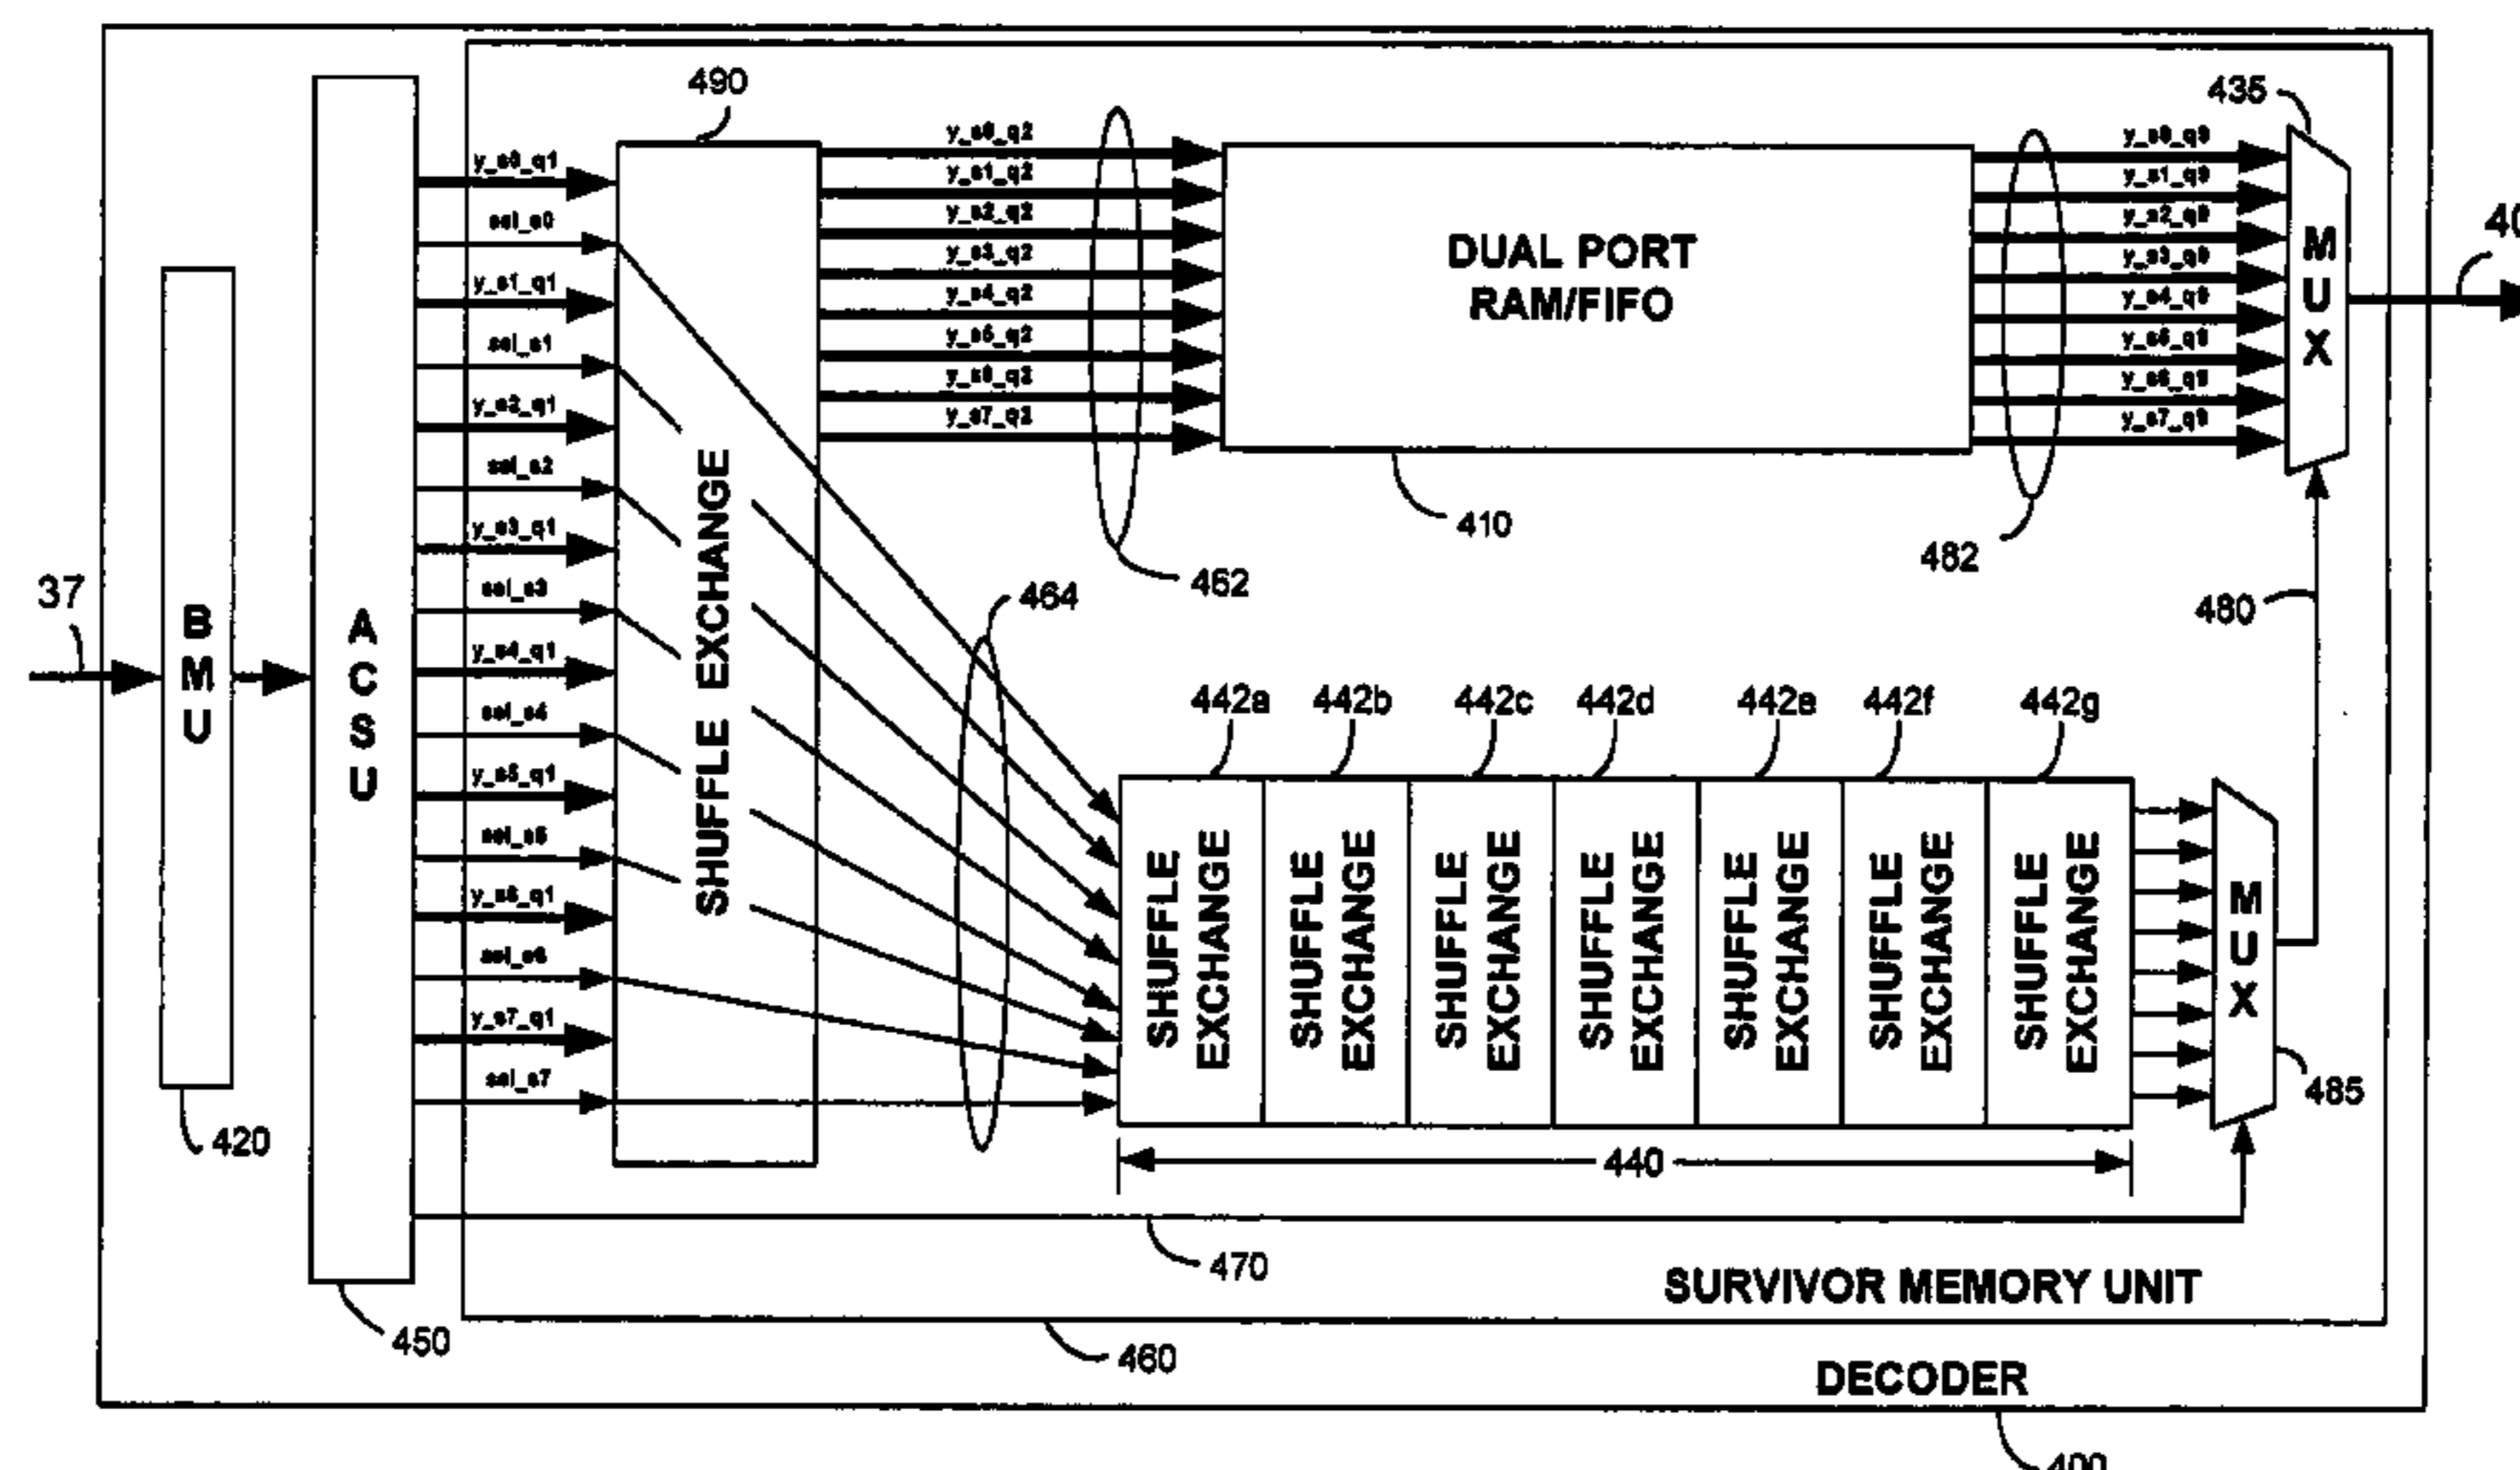 490
435
y_s0_q1
sel_s0
y_s1_q1
sel_s1
y_s2_q1
sel_s2
y_s3_q1
sel_s3
y_s4_q1
sel_s4
y_s5_q1
sel_s5
y_s6_q1
sel_s6
y_s7_q1
sel_s7
y_s0_q2
y_s1_q2
y_s2_q2
y_s3_q2
y_s4_q2
y_s5_q2
y_s6_q2
y_s7_q2
DUAL PORT
RAM/FIFO
y_s0_q9
y_s1_q9
y_s2_q9
y_s3_q9
y_s4_q9
y_s5_q9
y_s6_q9
y_s7_q9
MUX
40
410
482
462
464
480
37
BMU
ACSU
SHUFFLE EXCHANGE
442a
442b
442c
442d
442e
442f
442g
SHUFFLE
EXCHANGE
SHUFFLE
EXCHANGE
SHUFFLE
EXCHANGE
SHUFFLE
EXCHANGE
SHUFFLE
EXCHANGE
SHUFFLE
EXCHANGE
SHUFFLE
EXCHANGE
MUX
485
420
440
470
450
460
SURVIVOR MEMORY UNIT
DECODER
400